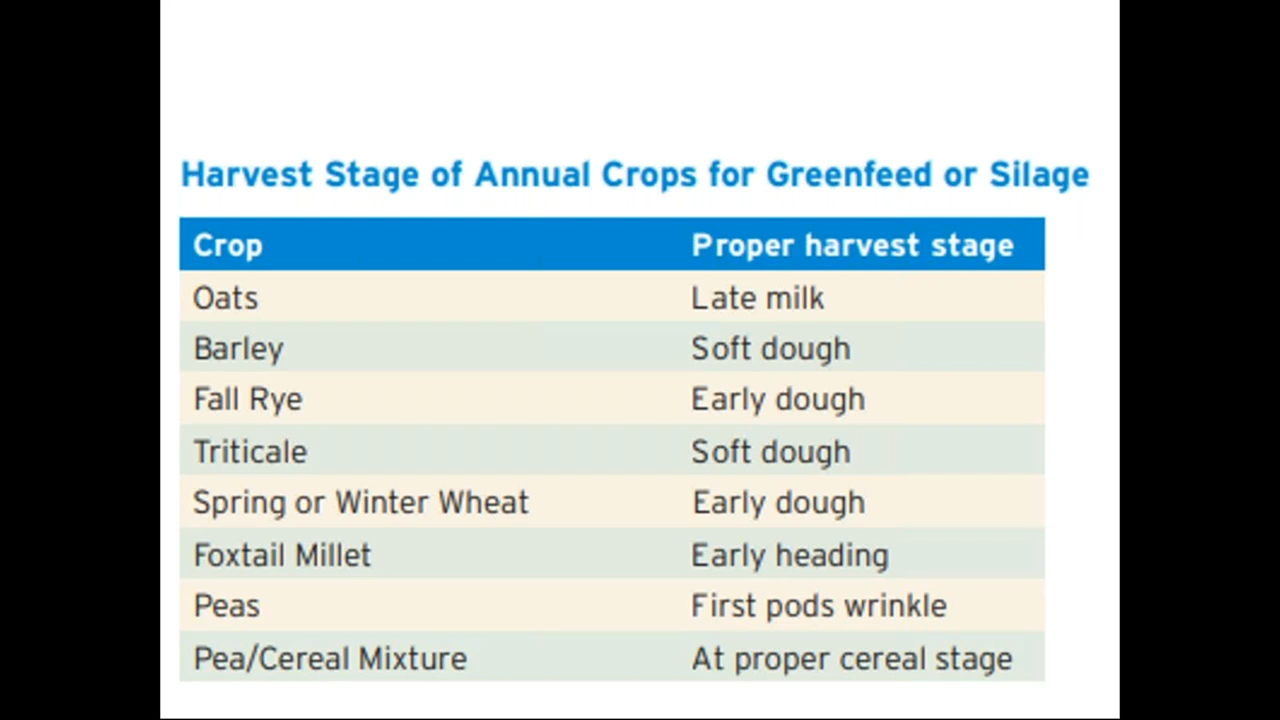 Harvest Stage of Annual Crops for Greenfeed or Silage
Crop Proper harvest stage
Oats Late milk
Barley Soft dough
Fall Rye Early dough
Triticale Soft dough
Spring or Winter Wheat Early dough
Foxtail Millet Early heading
Peas First pods wrinkle
Pea/Cereal Mixture At proper cereal stage